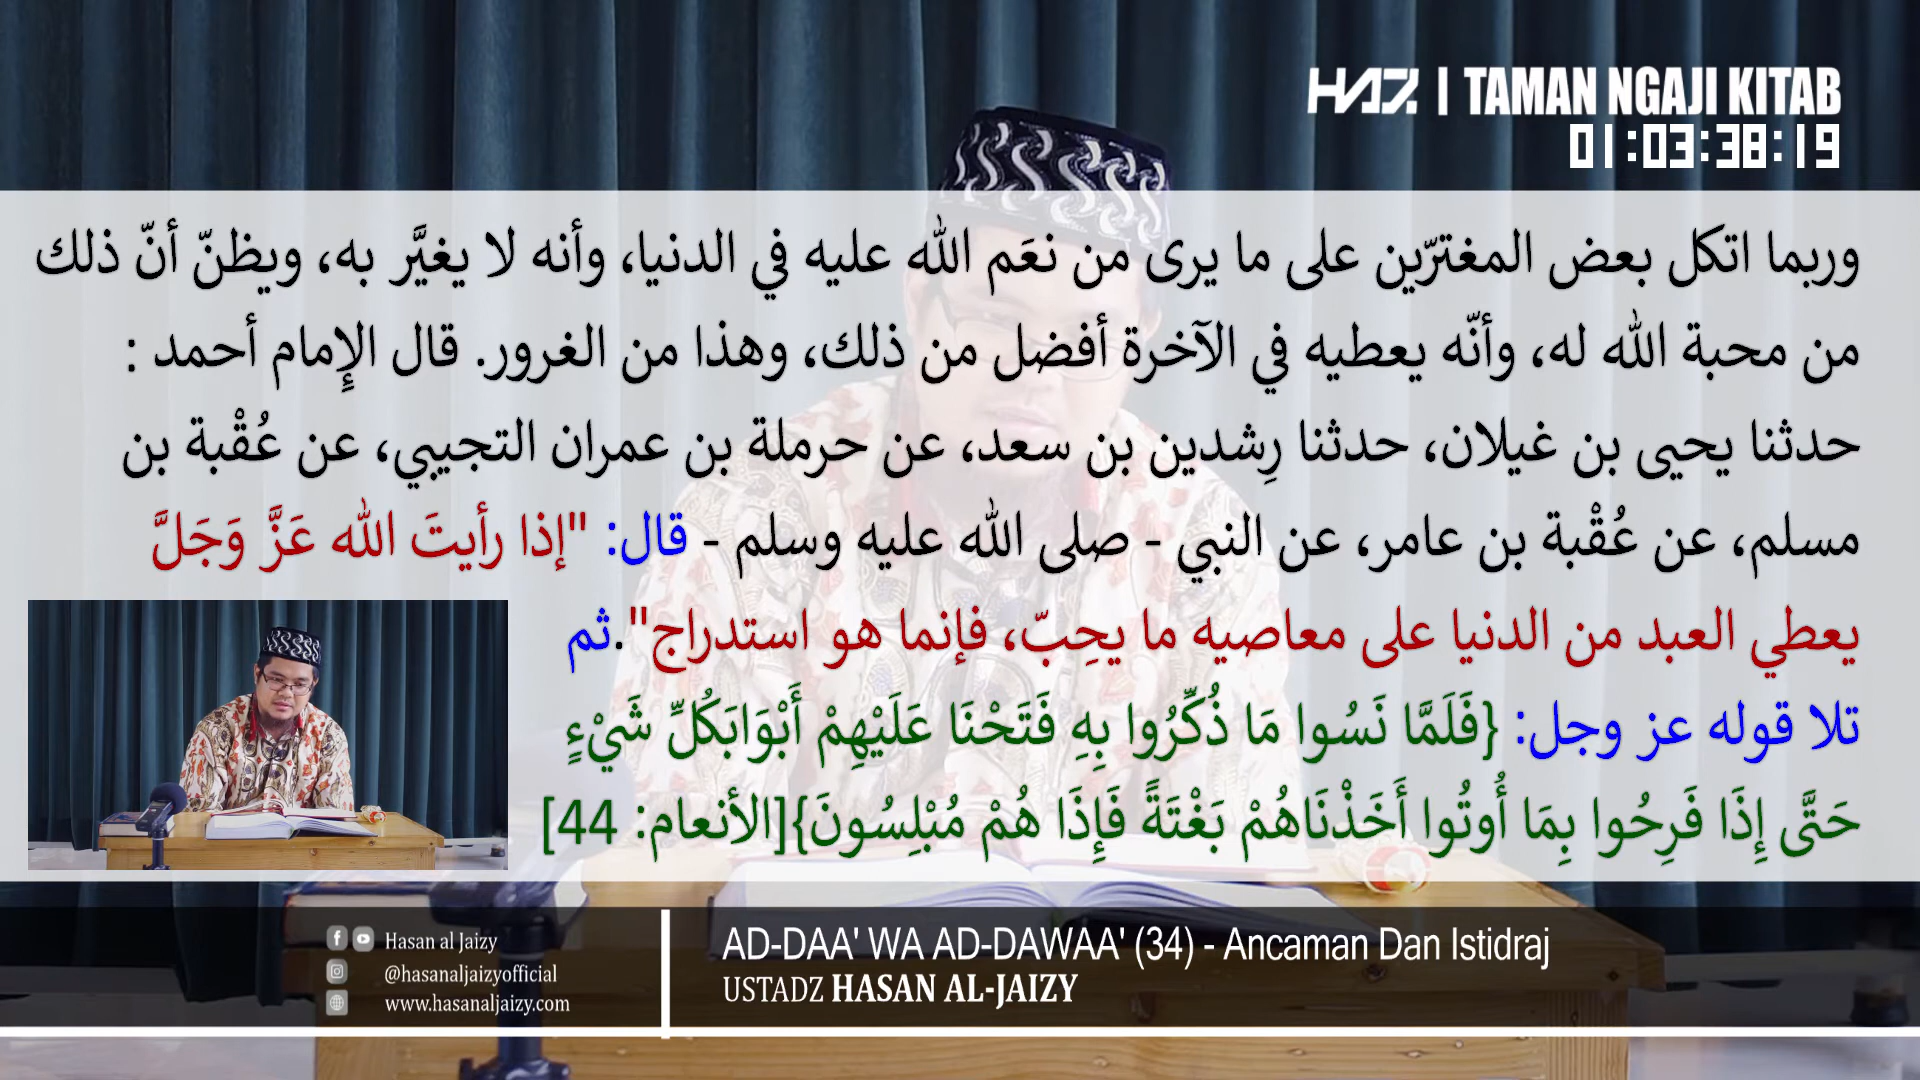 HAZ | TAMAN NGAJI KITAB
01:03:38:19
وربما اتكل بعض المغترّين على ما يرى من نعَم الله عليه في الدنيا، وأنه لا يغيَّر به، ويظنّ أنّ ذلك
من محبة الله له، وأنّه يعطيه في الآخرة أفضل من ذلك، وهذا من الغرور. قال الإِمام أحمد :
حدثنا يحيى بن غيلان، حدثنا رِشدين بن سعد، عن حرملة بن عمران التجيبي، عن عُقْبة بن
مسلم، عن عُقْبة بن عامر، عن النبي - صلى الله عليه وسلم - قال: "إذا رأيتَ الله عَزَّ وَجَلَّ
يعطي العبد من الدنيا على معاصيه ما يحِبّ، فإنما هو استدراج".ثم
تلا قوله عز وجل: {فَلَمَّا نَسُوا مَا ذُكِّرُوا بِهِ فَتَحْنَا عَلَيْهِمْ أَبْوَابَكُلِّ شَيْءٍ
حَتَّى إِذَا فَرِحُوا بِمَا أُوتُوا أَخَذْنَاهُمْ بَغْتَةً فَإِذَا هُمْ مُبْلِسُونَ}[الأنعام: 44]
Hasan al Jaizy
@hasanaljaizyofficial
www.hasanaljaizy.com
AD-DAA' WA AD-DAWAA' (34) - Ancaman Dan Istidraj
USTADZ HASAN AL-JAIZY